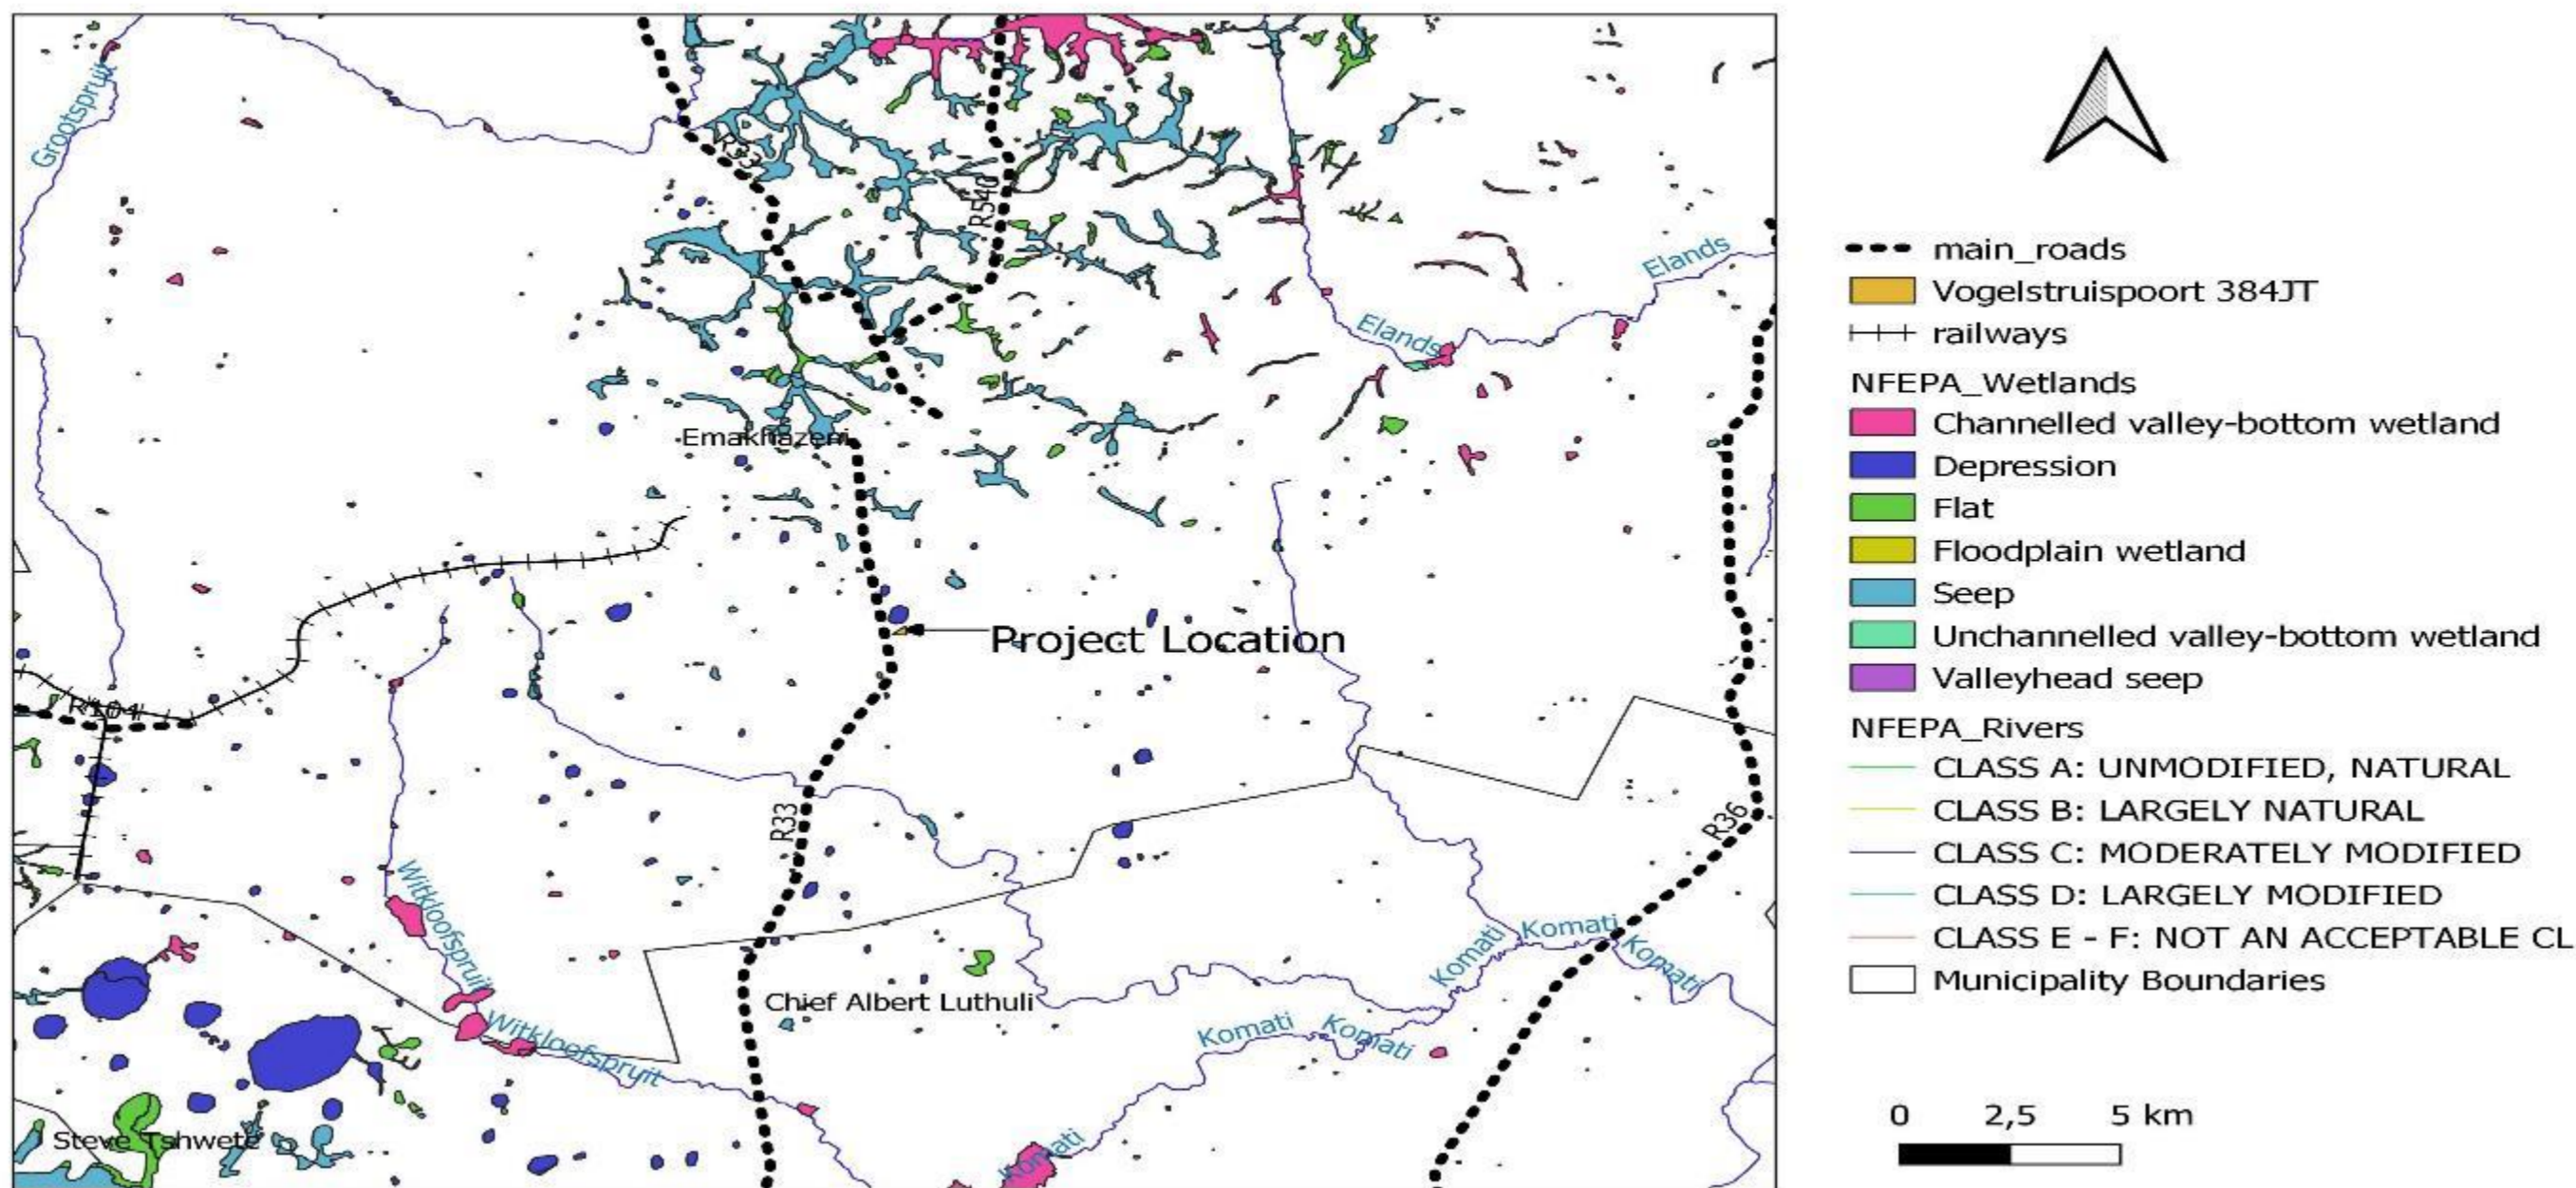 Grootspruit
R33
R540
Elands
Elands
Emakhazeni
Project Location
R104
R33
R36
Witkloofspruit
Komati
Komati
Komati
Chief Albert Luthuli
Komati
Komati
Witkloofspruit
Steve Tshwete
Komati
main_roads
Vogelstruispoort 384JT
railways
NFEPA_Wetlands
Channelled valley-bottom wetland
Depression
Flat
Floodplain wetland
Seep
Unchannelled valley-bottom wetland
Valleyhead seep
NFEPA_Rivers
CLASS A: UNMODIFIED, NATURAL
CLASS B: LARGELY NATURAL
CLASS C: MODERATELY MODIFIED
CLASS D: LARGELY MODIFIED
CLASS E - F: NOT AN ACCEPTABLE CL
Municipality Boundaries
0 2,5 5 km